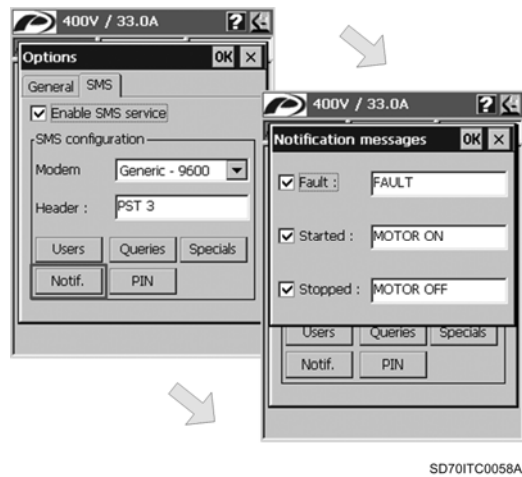 400V / 33.0A ?
Options OK ×
General SMS
Enable SMS service
SMS configuration
Modem Generic - 9600
Header : PST 3
Users Queries Specials
Notif. PIN
400V / 33.0A ?
Notification messages OK ×
Fault : FAULT
Started : MOTOR ON
Stopped : MOTOR OFF
Users Queries Specials
Notif. PIN
SD70ITC0058A